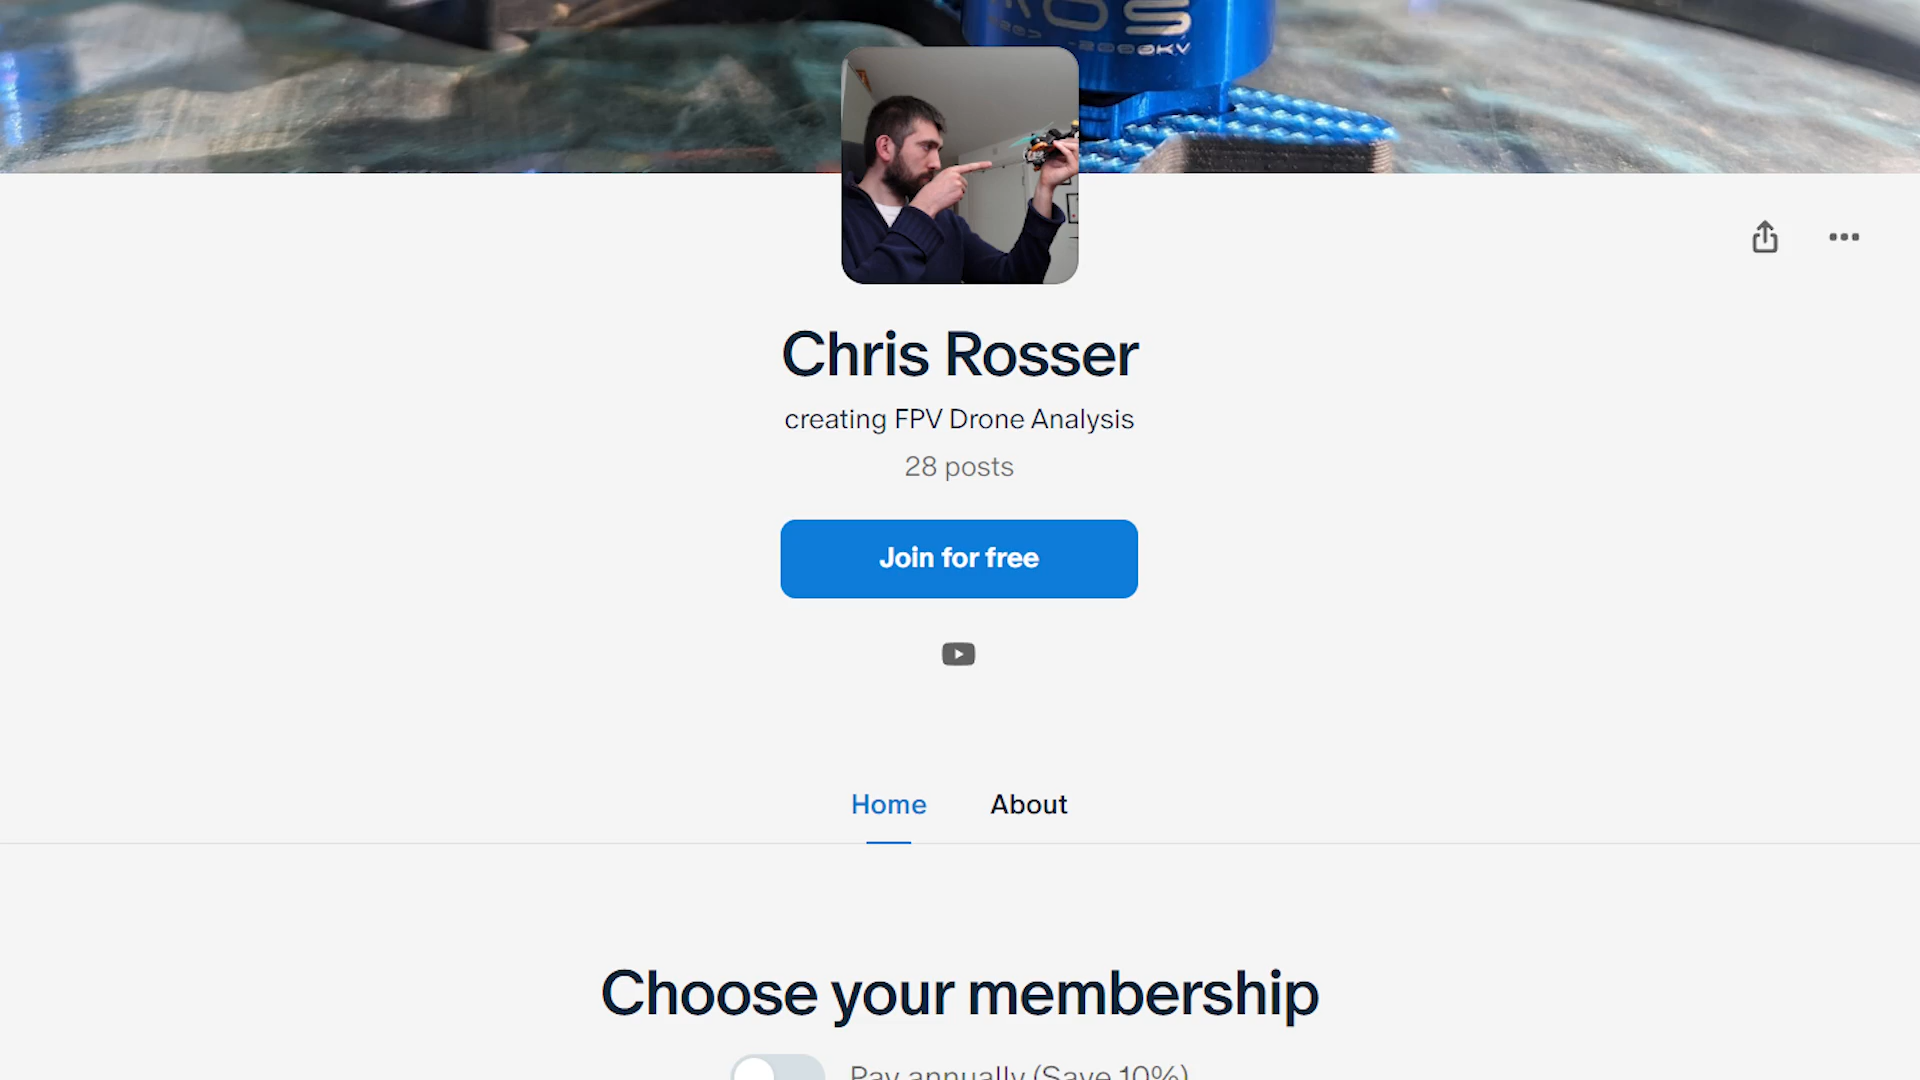 -2000KV
Chris Rosser
creating FPV Drone Analysis
28 posts
Join for free
Home
About
Choose your membership
Pay annually (Save 10%)